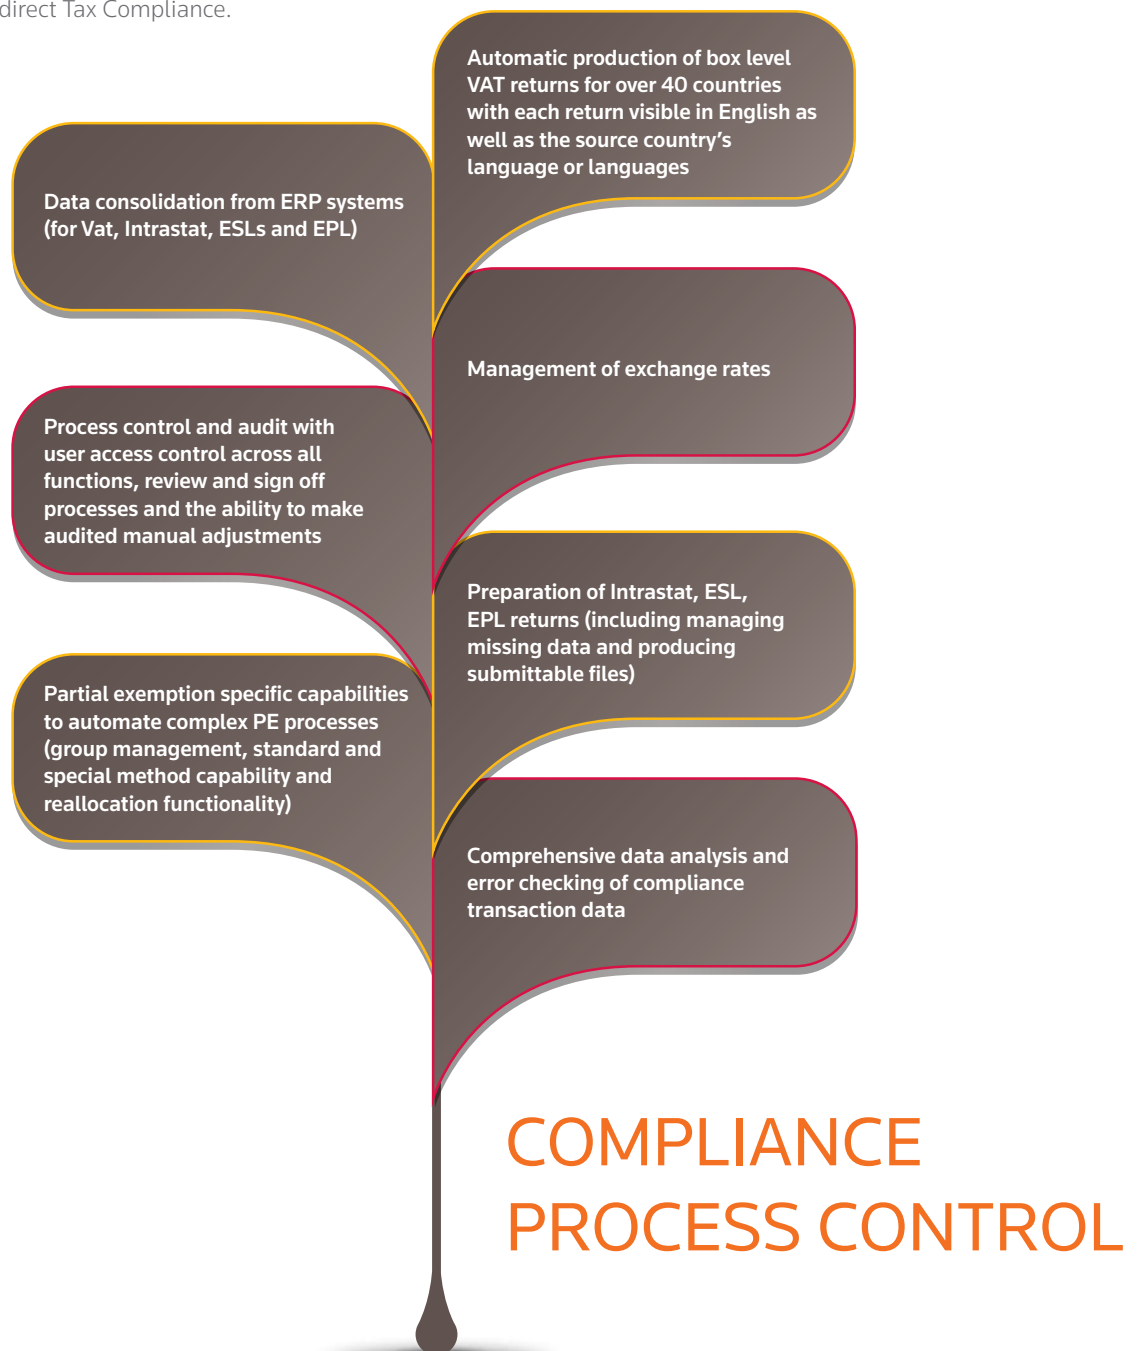 direct Tax Compliance.
Automatic production of box level
VAT returns for over 40 countries
with each return visible in English as
well as the source country’s
language or languages
Data consolidation from ERP systems
(for Vat, Intrastat, ESLs and EPL)
Management of exchange rates
Process control and audit with
user access control across all
functions, review and sign off
processes and the ability to make
audited manual adjustments
Preparation of Intrastat, ESL,
EPL returns (including managing
missing data and producing
submittable files)
Partial exemption specific capabilities
to automate complex PE processes
(group management, standard and
special method capability and
reallocation functionality)
Comprehensive data analysis and
error checking of compliance
transaction data
COMPLIANCE
PROCESS CONTROL